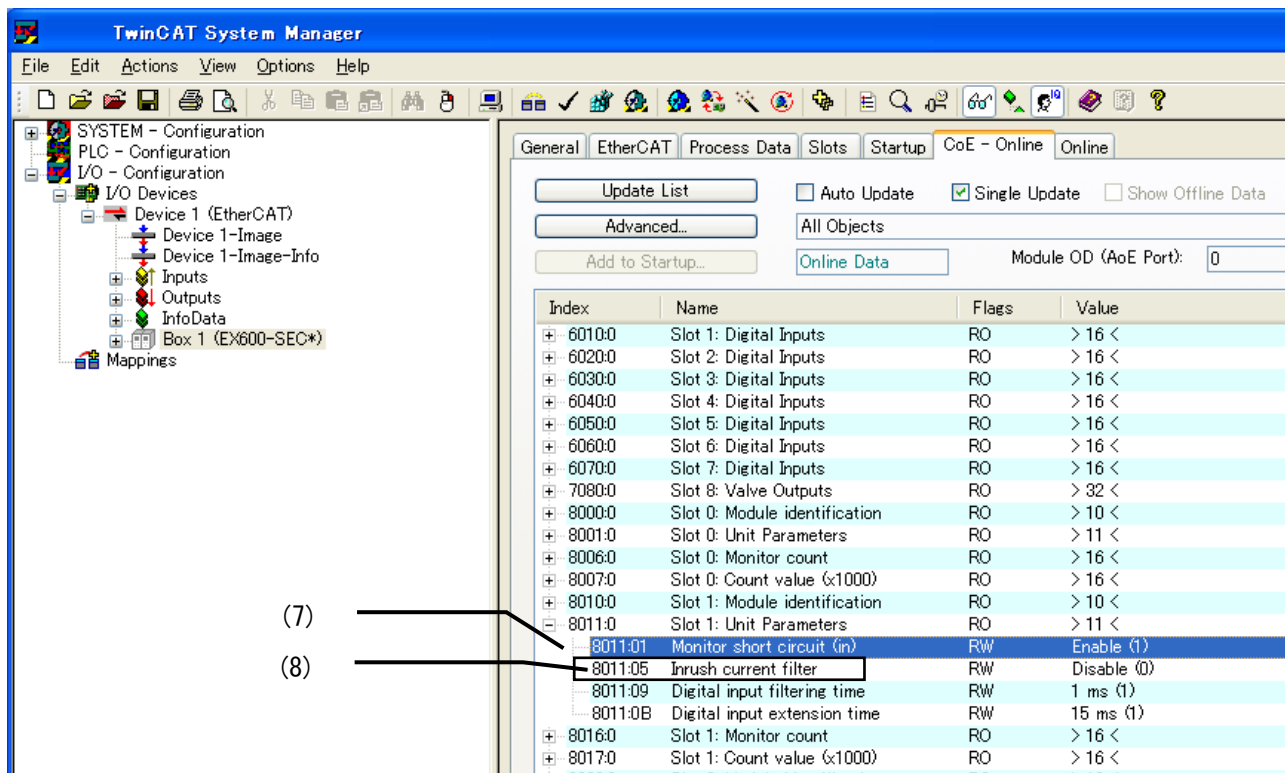 TwinCAT System Manager
File Edit Actions View Options Help
SYSTEM - Configuration
PLC - Configuration
I/O - Configuration
I/O Devices
Device 1 (EtherCAT)
Device 1-Image
Device 1-Image-Info
Inputs
Outputs
InfoData
Box 1 (EX600-SEC*)
Mappings
General EtherCAT Process Data Slots Startup CoE - Online Online
Update List Auto Update Single Update Show Offline Data
Advanced... All Objects
Add to Startup... Online Data Module OD (AoE Port): 0
Index Name Flags Value
6010:0 Slot 1: Digital Inputs RO > 16 <
6020:0 Slot 2: Digital Inputs RO > 16 <
6030:0 Slot 3: Digital Inputs RO > 16 <
6040:0 Slot 4: Digital Inputs RO > 16 <
6050:0 Slot 5: Digital Inputs RO > 16 <
6060:0 Slot 6: Digital Inputs RO > 16 <
6070:0 Slot 7: Digital Inputs RO > 16 <
7080:0 Slot 8: Valve Outputs RO > 32 <
8000:0 Slot 0: Module identification RO > 10 <
8001:0 Slot 0: Unit Parameters RO > 11 <
8006:0 Slot 0: Monitor count RO > 16 <
8007:0 Slot 0: Count value (x1000) RO > 16 <
8010:0 Slot 1: Module identification RO > 10 <
8011:0 Slot 1: Unit Parameters RO > 11 <
(7) 8011:01 Monitor short circuit (in) RW Enable (1)
(8) 8011:05 Inrush current filter RW Disable (0)
8011:09 Digital input filtering time RW 1 ms (1)
8011:0B Digital input extension time RW 15 ms (1)
8016:0 Slot 1: Monitor count RO > 16 <
8017:0 Slot 1: Count value (x1000) RO > 16 <